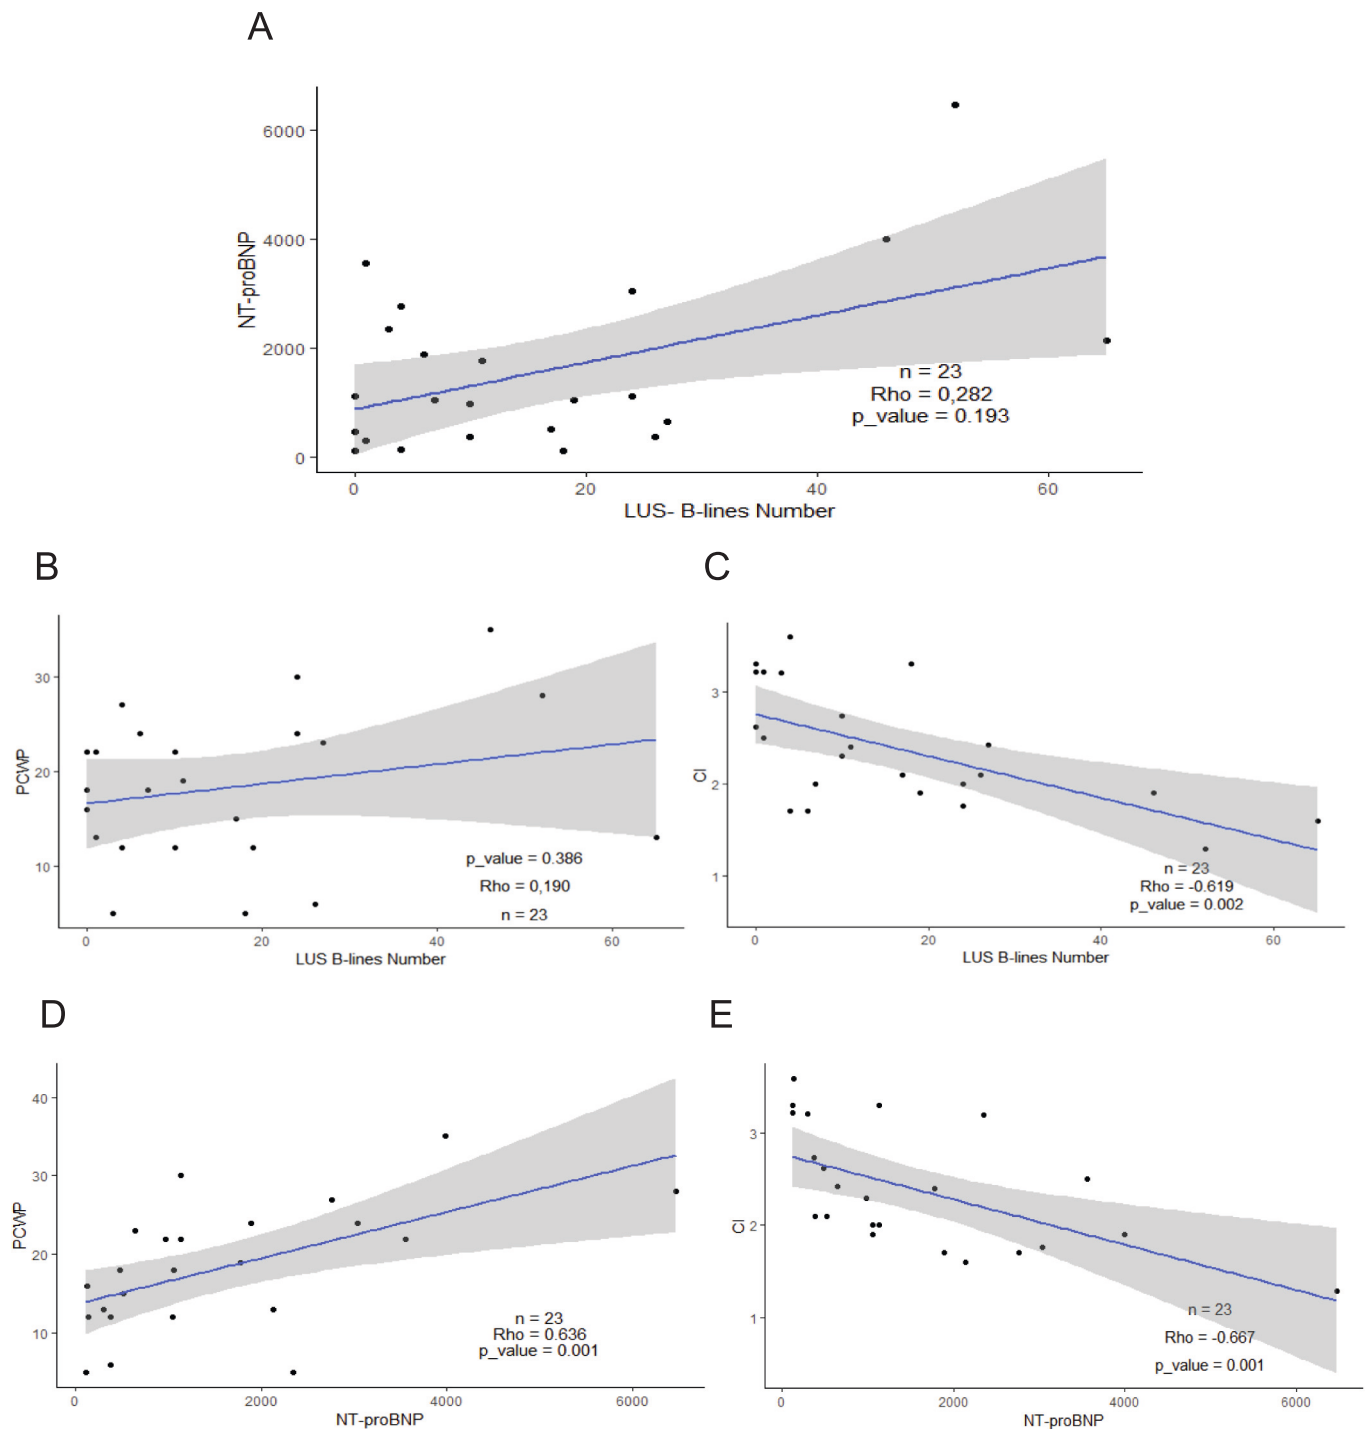 A
6000
4000
2000
0
NT-proBNP
n = 23
Rho = 0,282
p_value = 0.193
0 20 40 60
LUS- B-lines Number
B
30
20
10
PCWP
p_value = 0.386
Rho = 0,190
n = 23
0 20 40 60
LUS B-lines Number
C
3
2
1
CI
n = 23
Rho = -0.619
p_value = 0.002
0 20 40 60
LUS B-lines Number
D
40
30
20
10
PCWP
n = 23
Rho = 0.636
p_value = 0.001
0 2000 4000 6000
NT-proBNP
E
3
2
1
CI
n = 23
Rho = -0.667
p_value = 0.001
0 2000 4000 6000
NT-proBNP